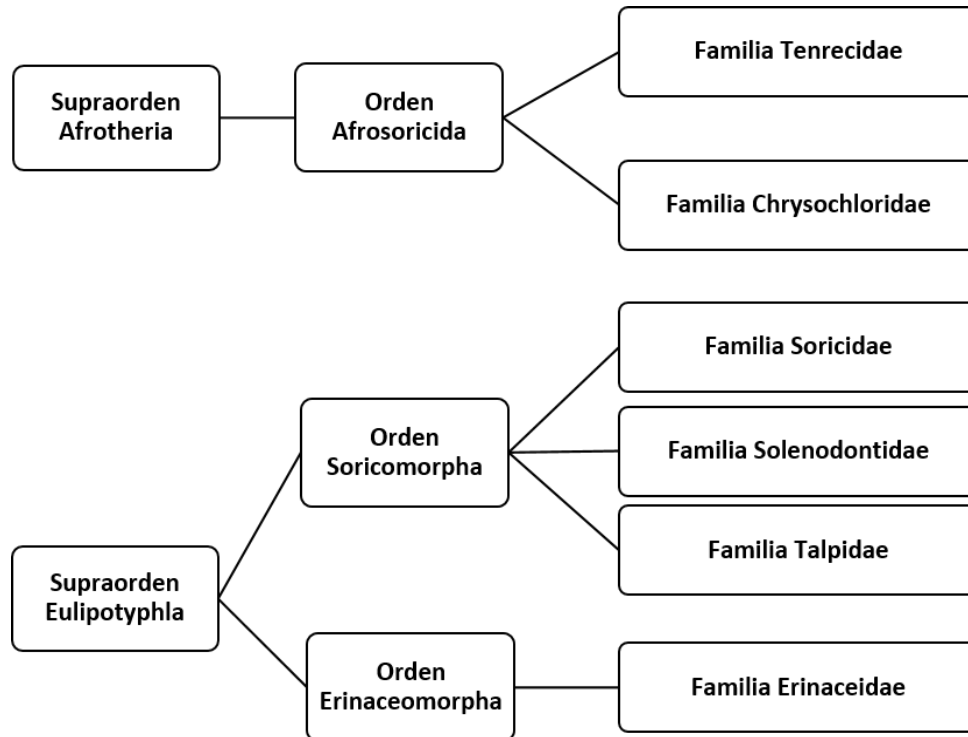 Supraorden
Afrotheria
Orden
Afrosoricida
Familia Tenrecidae
Familia Chrysochloridae
Supraorden
Eulipotyphla
Orden
Soricomorpha
Familia Soricidae
Familia Solenodontidae
Familia Talpidae
Orden
Erinaceomorpha
Familia Erinaceidae